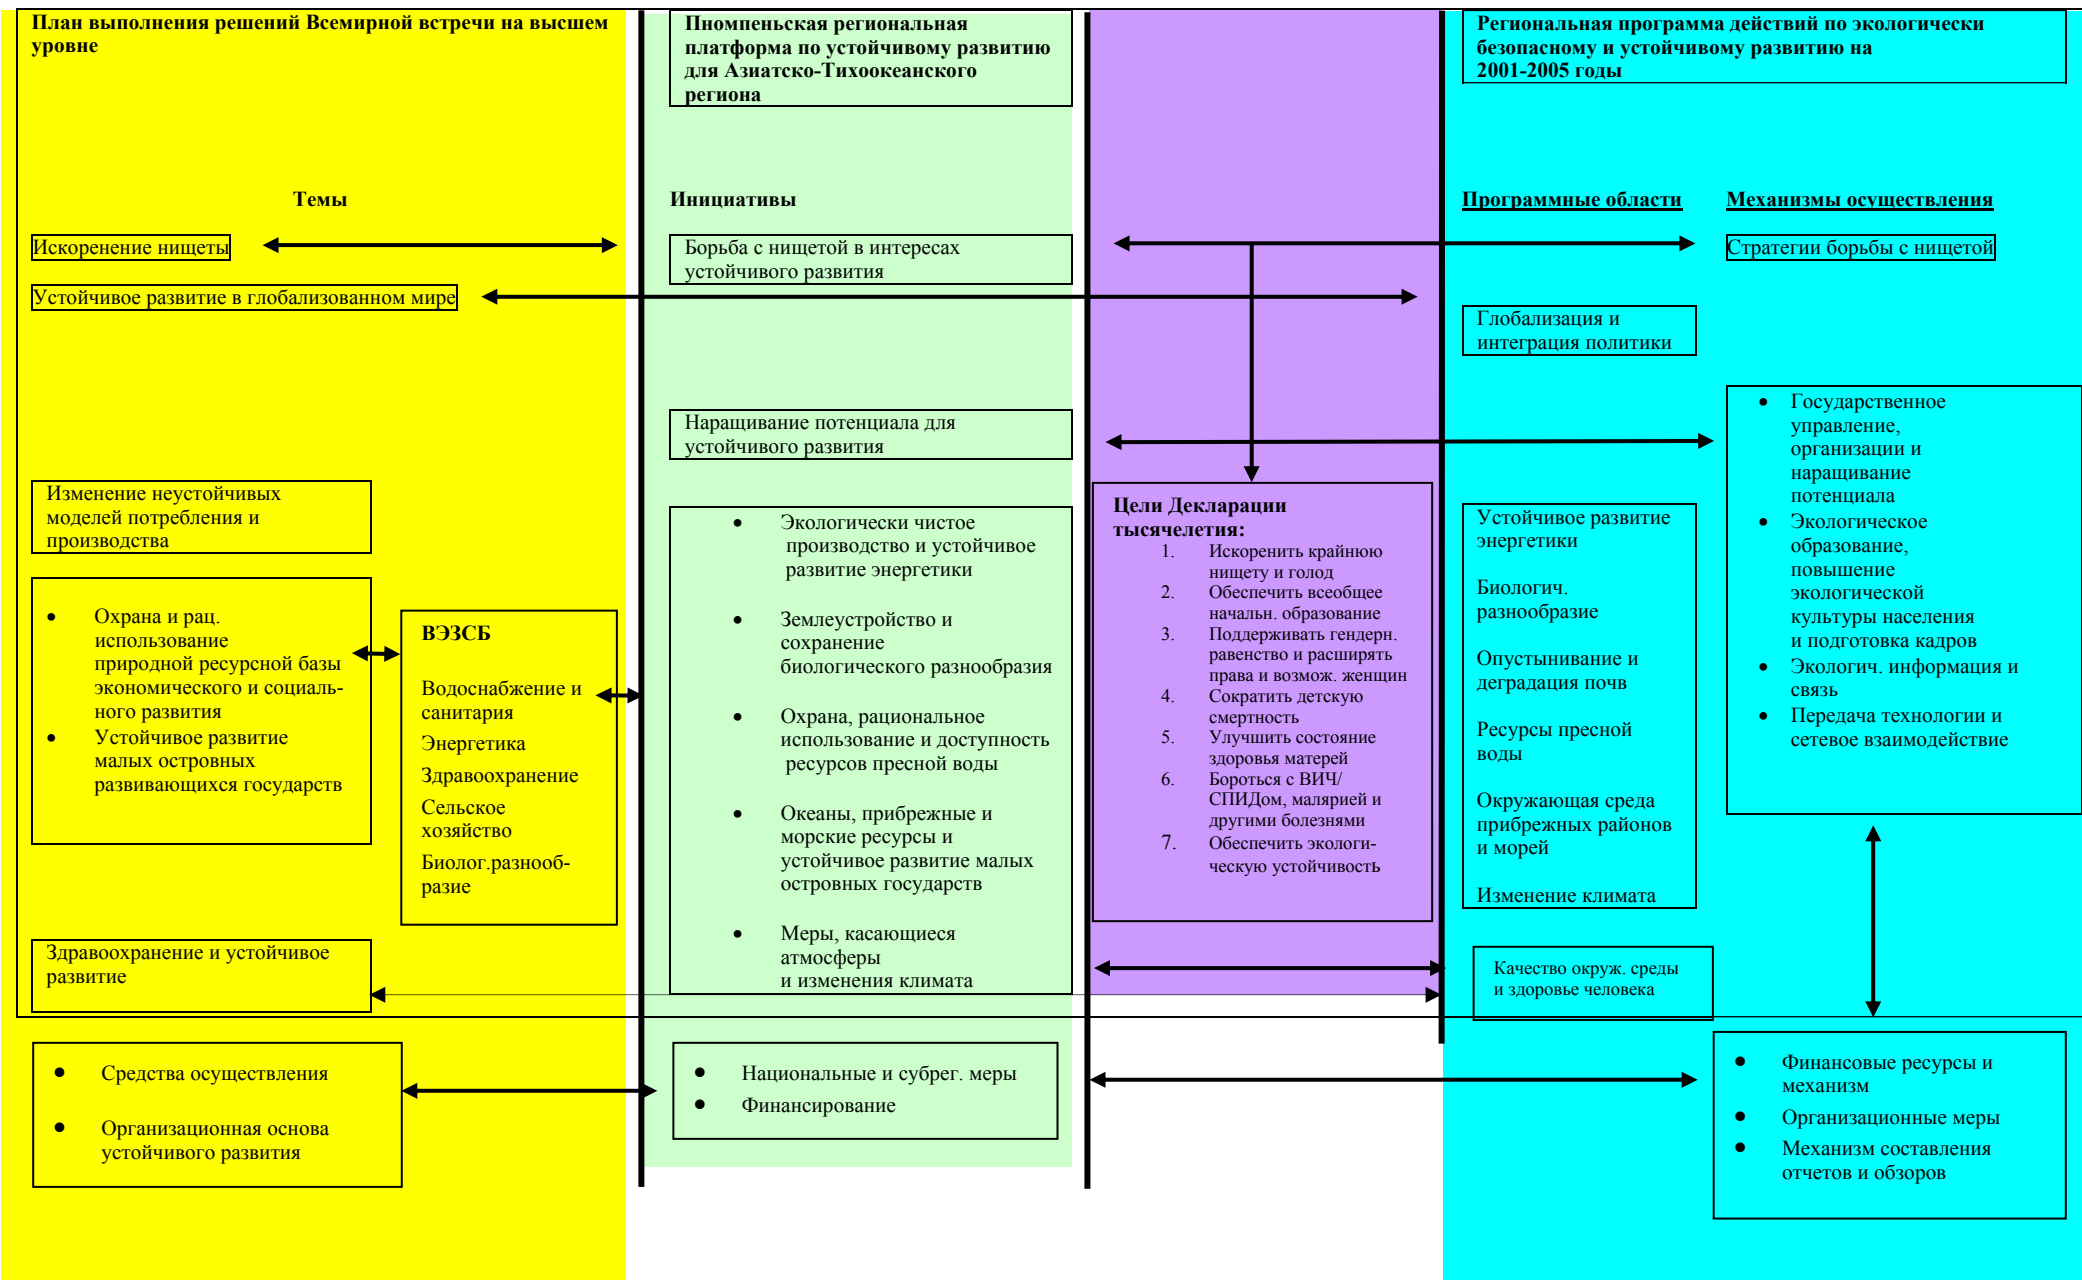 План выполнения решений Всемирной встречи на высшем
уровне
Темы
Искоренение нищеты
Устойчивое развитие в глобализованном мире
Изменение неустойчивых
моделей потребления и
производства
• Охрана и рац.
использование
природной ресурсной базы
экономического и социаль-
ного развития
• Устойчивое развитие
малых островных
развивающихся государств
ВЭЗСБ
Водоснабжение и
санитария
Энергетика
Здравоохранение
Сельское
хозяйство
Биолог.разнооб-
разие
Здравоохранение и устойчивое
развитие
• Средства осуществления
• Организационная основа
устойчивого развития
Пномпеньская региональная
платформа по устойчивому развитию
для Азиатско-Тихоокеанского
региона
Инициативы
Борьба с нищетой в интересах
устойчивого развития
Наращивание потенциала для
устойчивого развития
• Экологически чистое
производство и устойчивое
развитие энергетики
• Землеустройство и
сохранение
биологического разнообразия
• Охрана, рациональное
использование и доступность
ресурсов пресной воды
• Океаны, прибрежные и
морские ресурсы и
устойчивое развитие малых
островных государств
• Меры, касающиеся
атмосферы
и изменения климата
• Национальные и субрег. меры
• Финансирование
Цели Декларации
тысячелетия:
1. Искоренить крайнюю
нищету и голод
2. Обеспечить всеобщее
начальн. образование
3. Поддерживать гендерн.
равенство и расширять
права и возмож. женщин
4. Сократить детскую
смертность
5. Улучшить состояние
здоровья матерей
6. Бороться с ВИЧ/
СПИДом, малярией и
другими болезнями
7. Обеспечить экологи-
ческую устойчивость
Региональная программа действий по экологически
безопасному и устойчивому развитию на
2001-2005 годы
Программные области
Глобализация и
интеграция политики
Устойчивое развитие
энергетики
Биологич.
разнообразие
Опустынивание и
деградация почв
Ресурсы пресной
воды
Окружающая среда
прибрежных районов
и морей
Изменение климата
Качество окруж. среды
и здоровье человека
Механизмы осуществления
Стратегии борьбы с нищетой
• Государственное
управление,
организации и
наращивание
потенциала
• Экологическое
образование,
повышение
экологической
культуры населения
и подготовка кадров
• Экологич. информация и
связь
• Передача технологии и
сетевое взаимодействие
• Финансовые ресурсы и
механизм
• Организационные меры
• Механизм составления
отчетов и обзоров